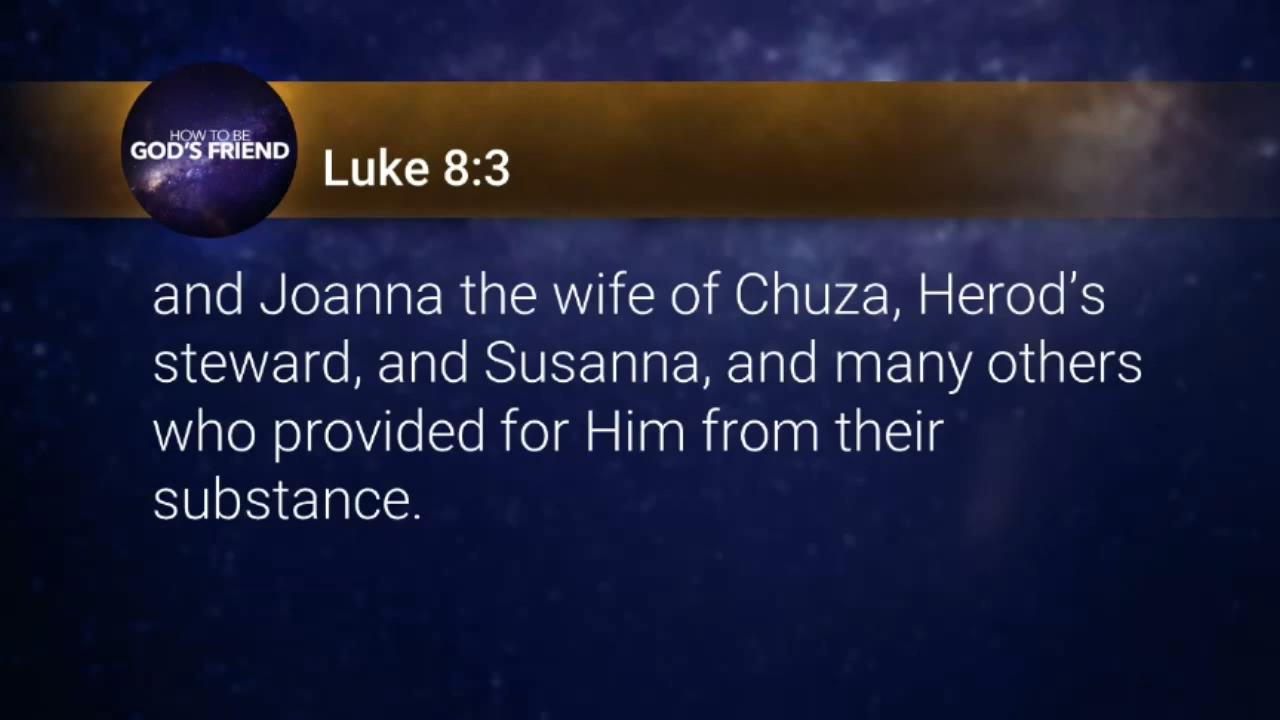 HOW TO BE
GOD'S FRIEND
Luke 8:3
and Joanna the wife of Chuza, Herod’s
steward, and Susanna, and many others
who provided for Him from their
substance.